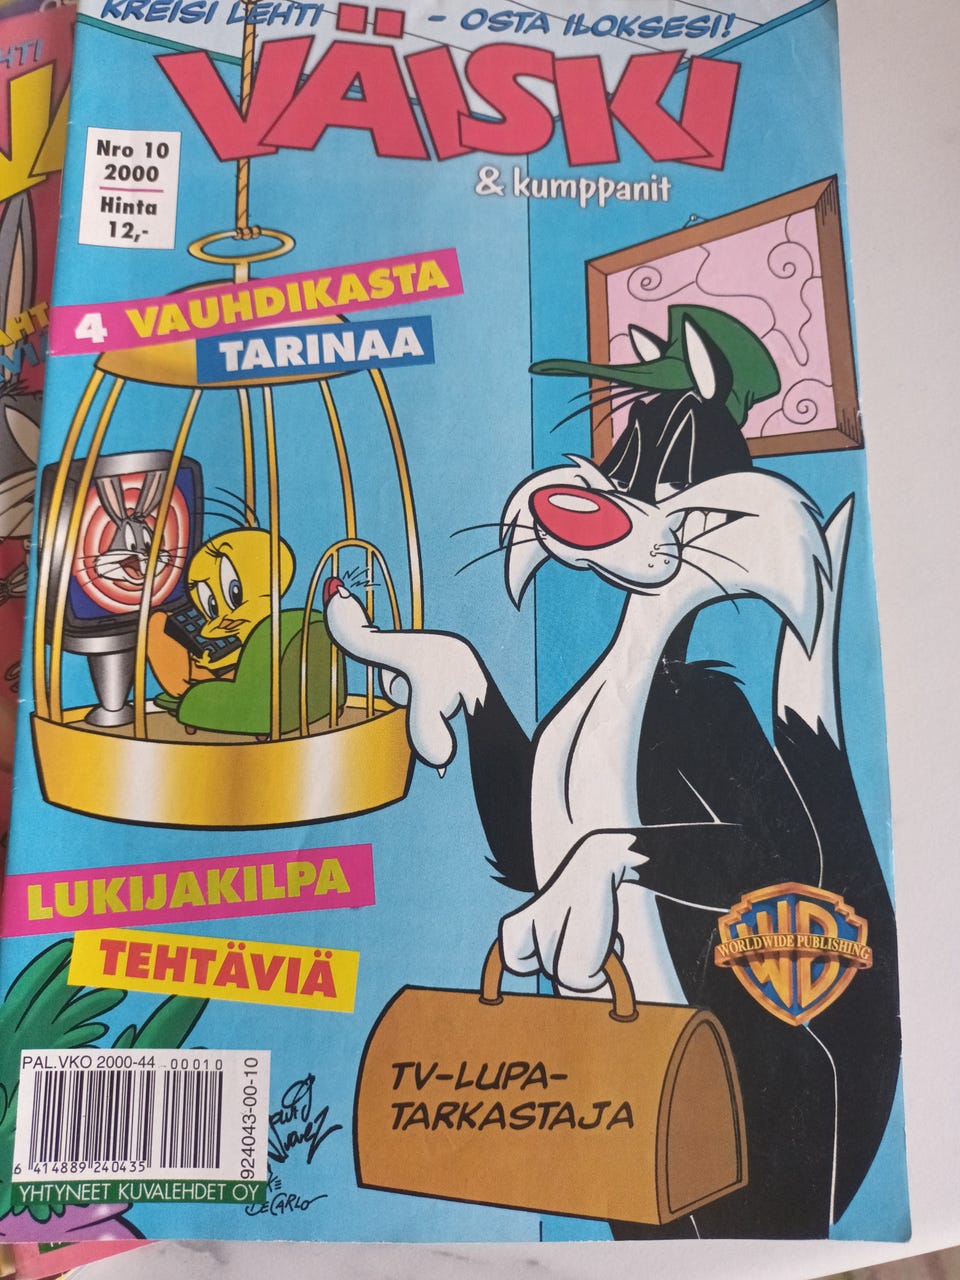 KREISI LEHTI - OSTA ILOKSESI!
VÄISKI
& kumppanit
Nro 10
2000
Hinta
12,-
4 VAUHDIKASTA
TARINAA
LUKIJAKILPA
TEHTÄVIÄ
WB
WORLDWIDE PUBLISHING
TV-LUPA-
TARKASTAJA
PAL.VKO 2000-44 00010
6 414889 240435
924043-00-10
YHTYNEET KUVALEHDET OY
DECARLO